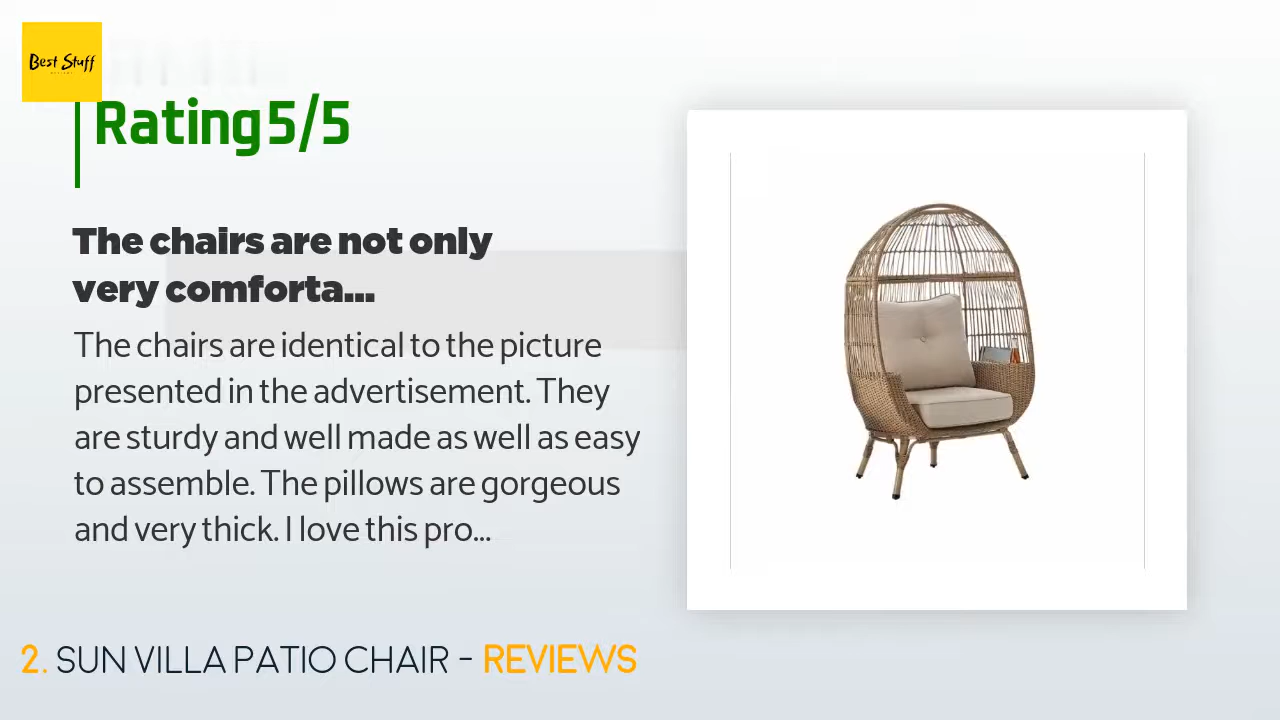 Best Stuff
Rating 5/5
The chairs are not only
very comforta...
The chairs are identical to the picture
presented in the advertisement. They
are sturdy and well made as well as easy
to assemble. The pillows are gorgeous
and very thick. I love this pro...
2. SUN VILLA PATIO CHAIR - REVIEWS